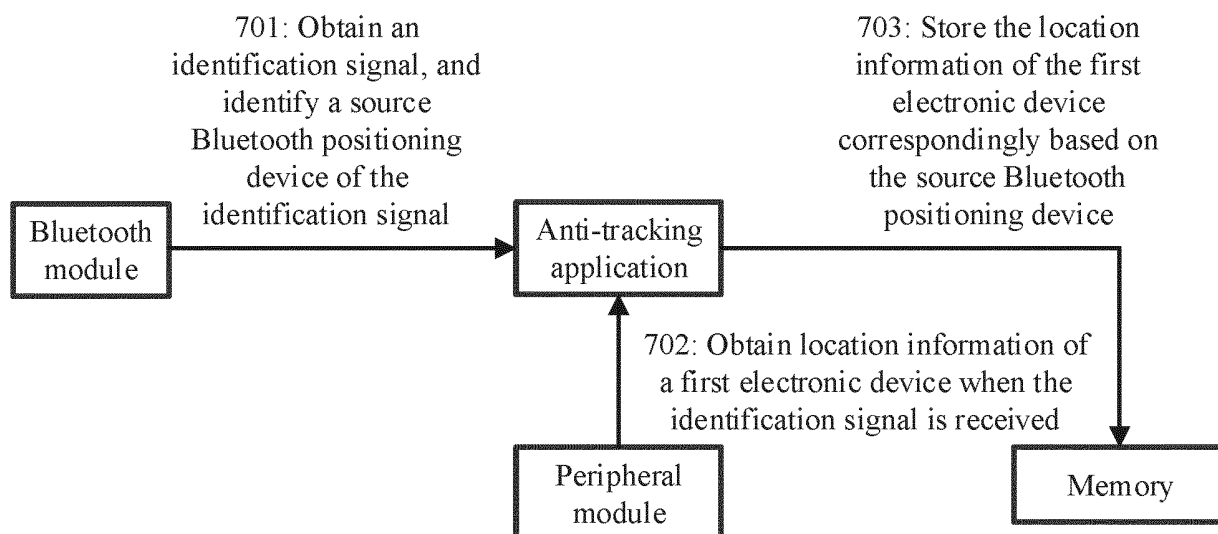 701: Obtain an
identification signal, and
identify a source
Bluetooth positioning
device of the
identification signal
703: Store the location
information of the first
electronic device
correspondingly based on
the source Bluetooth
positioning device
Bluetooth
module
Anti-tracking
application
702: Obtain location information of
a first electronic device when the
identification signal is received
Peripheral
module
Memory